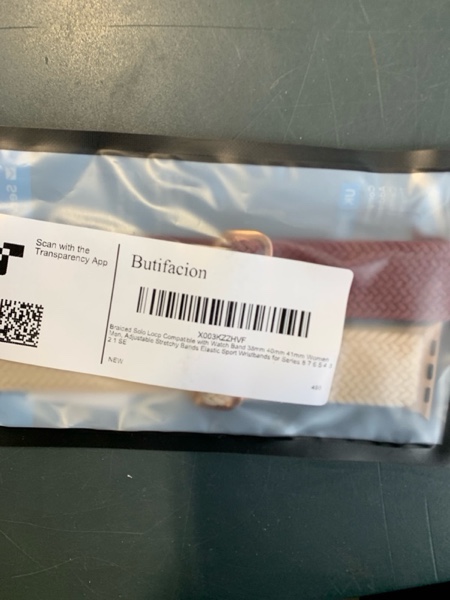 Scan with the
Transparency App
Butifacion
X003KZZHVF
Braided Solo Loop Compatible with Watch Band 38mm 40mm 41mm Women
Men, Adjustable Stretchy Bands Elastic Sport Wristbands for Series 8 7 6 5 4 3
2 1 SE
NEW